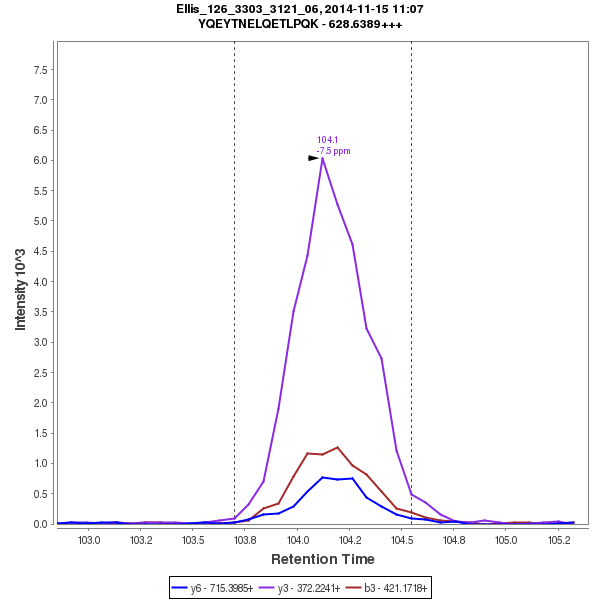 Ellis_126_3303_3121_06, 2014-11-15 11:07
YQEYTNELQETLPQK - 628.6389+++
7.5
7.0
6.5
6.0
5.5
5.0
4.5
4.0
3.5
3.0
2.5
2.0
1.5
1.0
0.5
0.0
Intensity 10^3
104.1
-7.5 ppm
103.0 103.2 103.5 103.8 104.0 104.2 104.5 104.8 105.0 105.2
Retention Time
y6 - 715.3985+ y3 - 372.2241+ b3 - 421.1718+